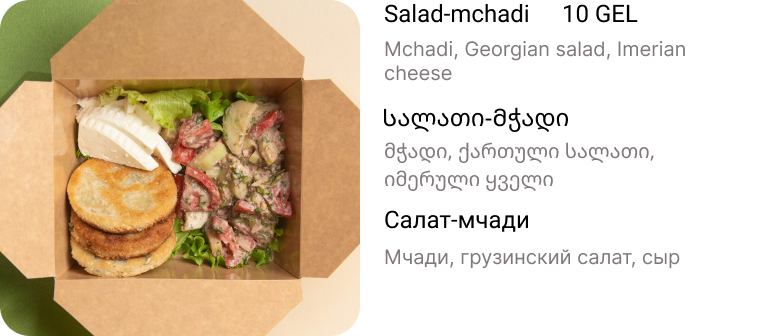 Salad-mchadi 10 GEL
Mchadi, Georgian salad, Imerian
cheese
სალათი-მჭადი
მჭადი, ქართული სალათი,
იმერული ყველი
Салат-мчади
Мчади, грузинский салат, сыр